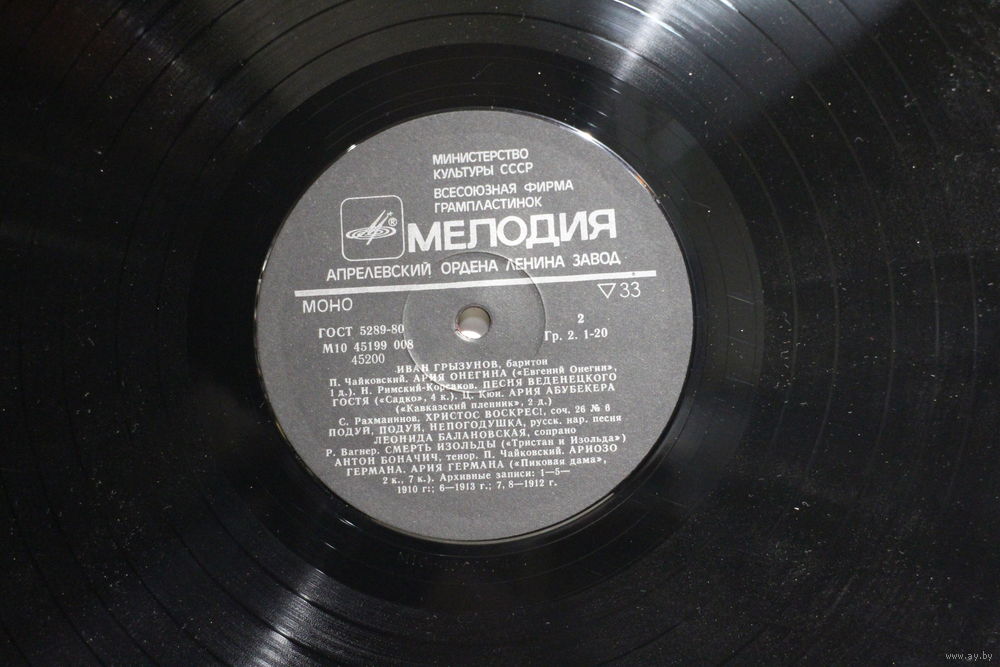 МИНИСТЕРСТВО
КУЛЬТУРЫ СССР
ВСЕСОЮЗНАЯ ФИРМА
ГРАМПЛАСТИНОК
®
МЕЛОДИЯ
АПРЕЛЕВСКИЙ ОРДЕНА ЛЕНИНА ЗАВОД
МОНО
▽33
ГОСТ 5289-80
2
М10 45199 008
Гр. 2. 1-20
45200
ИВАН ГРЫЗУНОВ, баритон
П. Чайковский. АРИЯ ОНЕГИНА («Евгений Онегин»,
1 д.). Н. Римский-Корсаков. ПЕСНЯ ВЕДЕНЕЦКОГО
ГОСТЯ («Садко», 4 к.). Ц. Кюи. АРИЯ АБУБЕКЕРА
(«Кавказский пленник», 2 д.)
С. Рахманинов. ХРИСТОС ВОСКРЕС!, соч. 26 № 6
ПОДУЙ, ПОДУЙ, НЕПОГОДУШКА, русск. нар. песня
ЛЕОНИДА БАЛАНОВСКАЯ, сопрано
Р. Вагнер. СМЕРТЬ ИЗОЛЬДЫ («Тристан и Изольда»)
АНТОН БОНАЧИЧ, тенор. П. Чайковский. АРИОЗО
ГЕРМАНА. АРИЯ ГЕРМАНА («Пиковая дама»,
2 к., 7 к.). Архивные записи: 1—5—
1910 г.; 6—1913 г.; 7, 8—1912 г.
www.ay.by